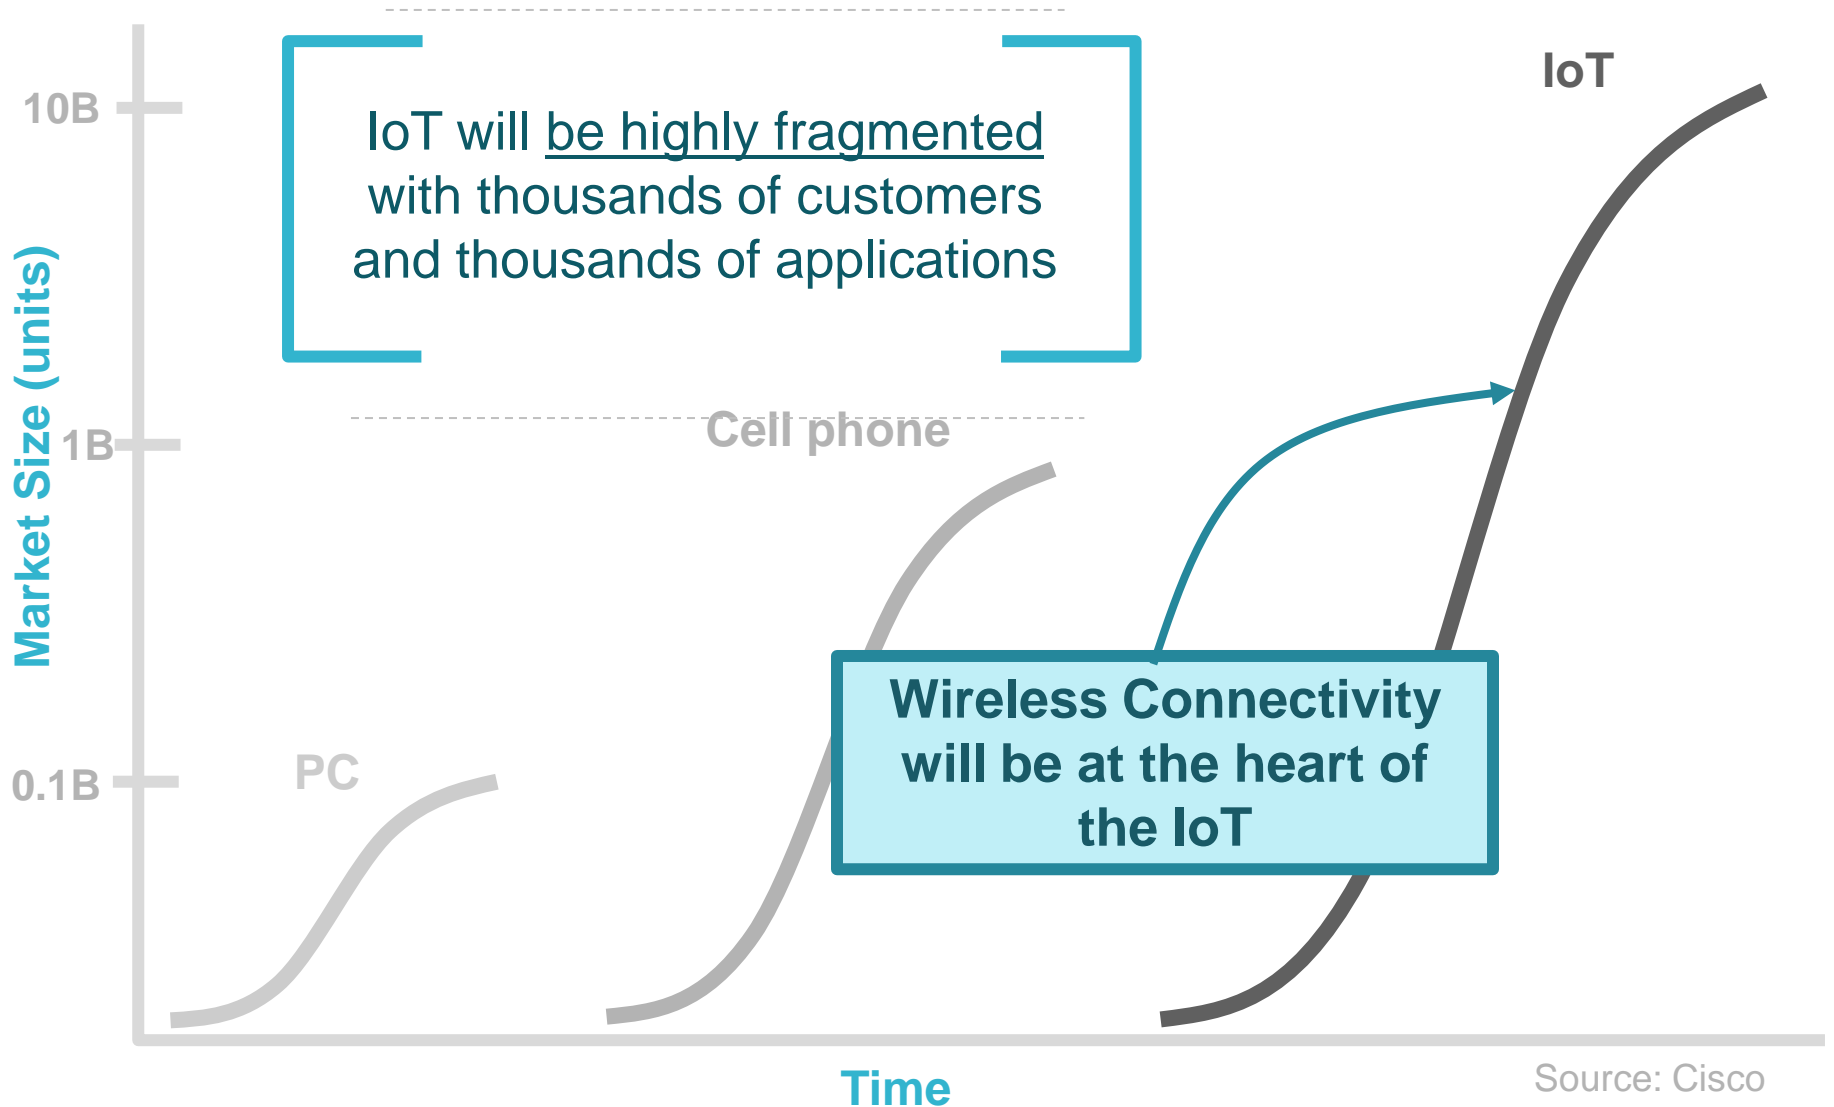 IoT
10B
IoT will be highly fragmented
with thousands of customers
and thousands of applications
Market Size (units)
Cell phone
1B
Wireless Connectivity
will be at the heart of
the IoT
PC
0.1B
Time
Source: Cisco